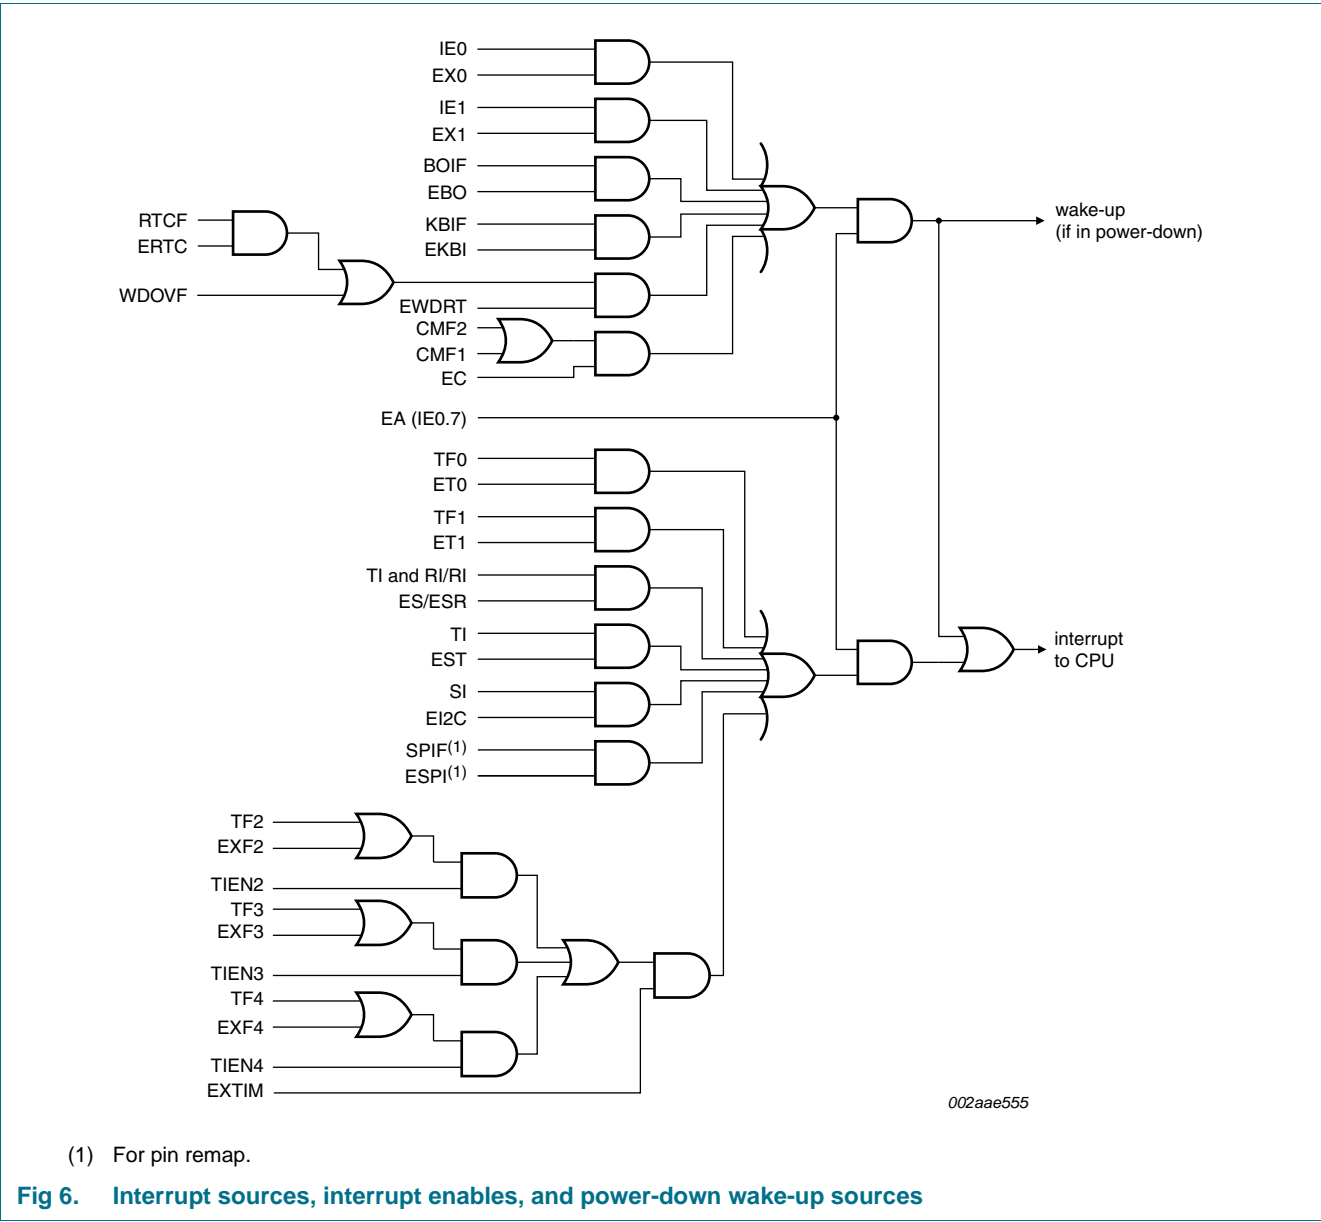 IE0
EX0
IE1
EX1
BOIF
EBO
KBIF
EKBI
RTCF
ERTC
WDOVF
EWDRT
CMF2
CMF1
EC
wake-up
(if in power-down)
EA (IE0.7)
TF0
ET0
TF1
ET1
TI and RI/RI
ES/ESR
TI
EST
SI
EI2C
SPIF(1)
ESPI(1)
interrupt
to CPU
TF2
EXF2
TIEN2
TF3
EXF3
TIEN3
TF4
EXF4
TIEN4
EXTIM
002aae555
(1) For pin remap.
Fig 6. Interrupt sources, interrupt enables, and power-down wake-up sources